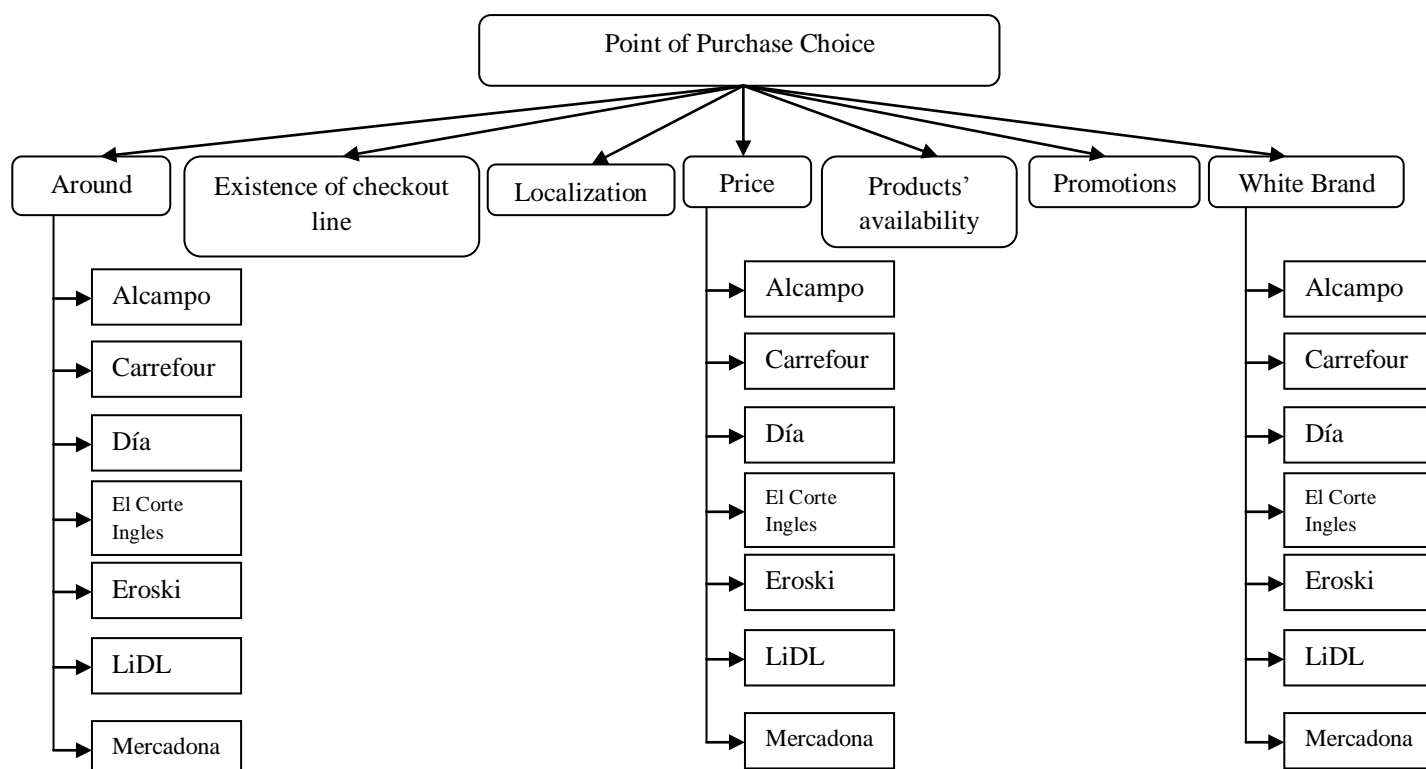 Point of Purchase Choice
Around
Existence of checkout
line
Localization
Price
Products’
availability
Promotions
White Brand
Alcampo
Carrefour
Día
El Corte
Ingles
Eroski
LiDL
Mercadona
Alcampo
Carrefour
Día
El Corte
Ingles
Eroski
LiDL
Mercadona
Alcampo
Carrefour
Día
El Corte
Ingles
Eroski
LiDL
Mercadona